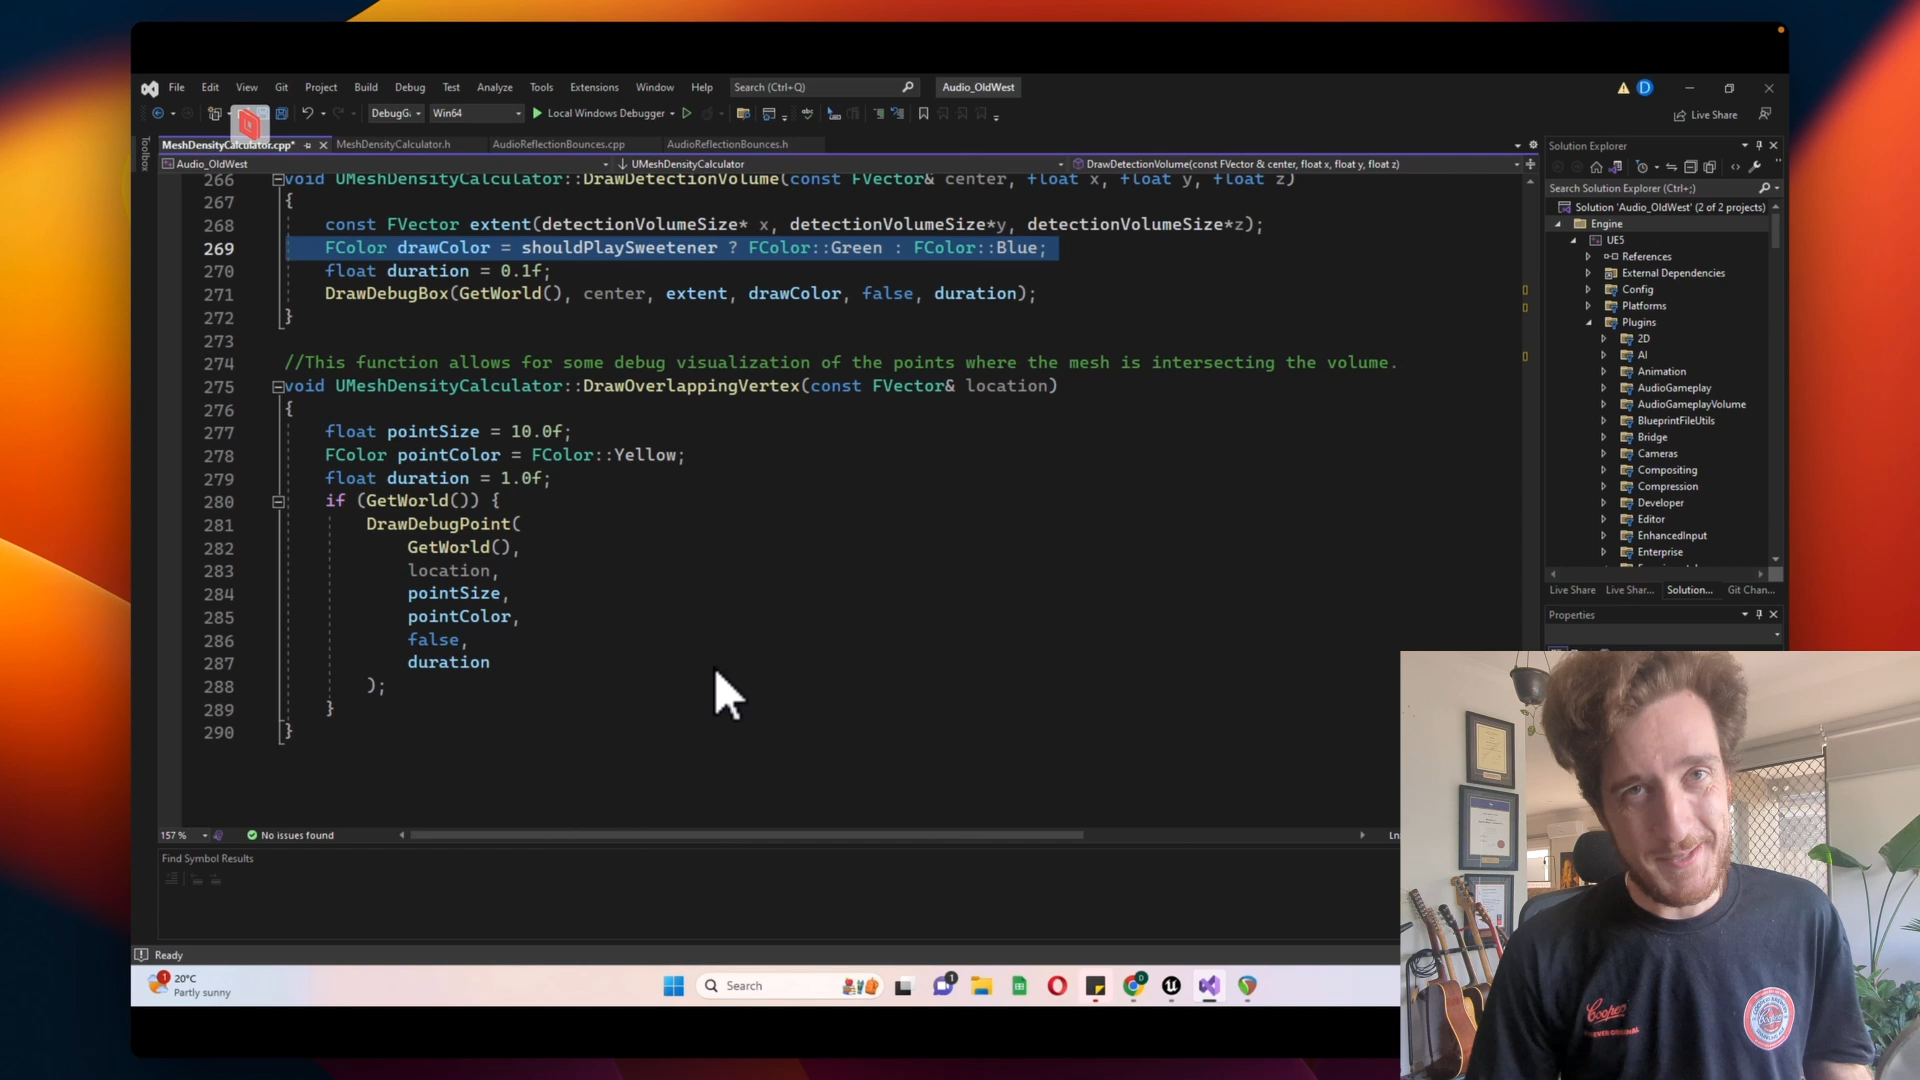 File Edit View Git Project Build Debug Test Analyze Tools Extensions Window Help Search (Ctrl+Q) Audio_OldWest D
DebugG Win64 Local Windows Debugger Live Share
MeshDensityCalculator.cpp* MeshDensityCalculator.h AudioReflectionBounces.cpp AudioReflectionBounces.h
Audio_OldWest UMeshDensityCalculator DrawDetectionVolume(const FVector & center, float x, float y, float z)
Toolbox
266 void UMeshDensityCalculator::DrawDetectionVolume(const FVector& center, float x, float y, float z)
267 {
268 const FVector extent(detectionVolumeSize* x, detectionVolumeSize*y, detectionVolumeSize*z);
269 FColor drawColor = shouldPlaySweetener ? FColor::Green : FColor::Blue;
270 float duration = 0.1f;
271 DrawDebugBox(GetWorld(), center, extent, drawColor, false, duration);
272 }
273
274 //This function allows for some debug visualization of the points where the mesh is intersecting the volume.
275 void UMeshDensityCalculator::DrawOverlappingVertex(const FVector& location)
276 {
277 float pointSize = 10.0f;
278 FColor pointColor = FColor::Yellow;
279 float duration = 1.0f;
280 if (GetWorld()) {
281 DrawDebugPoint(
282 GetWorld(),
283 location,
284 pointSize,
285 pointColor,
286 false,
287 duration
288 );
289 }
290 }
157 % No issues found Ln
Find Symbol Results
Ready
Solution Explorer
Search Solution Explorer (Ctrl+;)
Solution 'Audio_OldWest' (2 of 2 projects)
Engine
UE5
References
External Dependencies
Config
Platforms
Plugins
2D
AI
Animation
AudioGameplay
AudioGameplayVolume
BlueprintFileUtils
Bridge
Cameras
Compositing
Compression
Developer
Editor
EnhancedInput
Enterprise
Live Share Live Shar... Solution... Git Chan...
Properties
1 20°C
Partly sunny
Search
1
Coopers